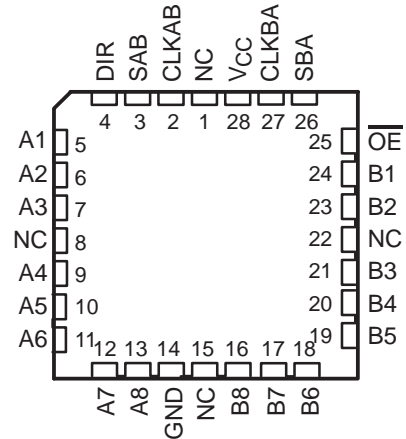 DIR SAB CLKAB NC VCC CLKBA SBA
4 3 2 1 28 27 26
A1 5 25 OE
A2 6 24 B1
A3 7 23 B2
NC 8 22 NC
A4 9 21 B3
A5 10 20 B4
A6 11 19 B5
12 13 14 15 16 17 18
A7 A8 GND NC B8 B7 B6